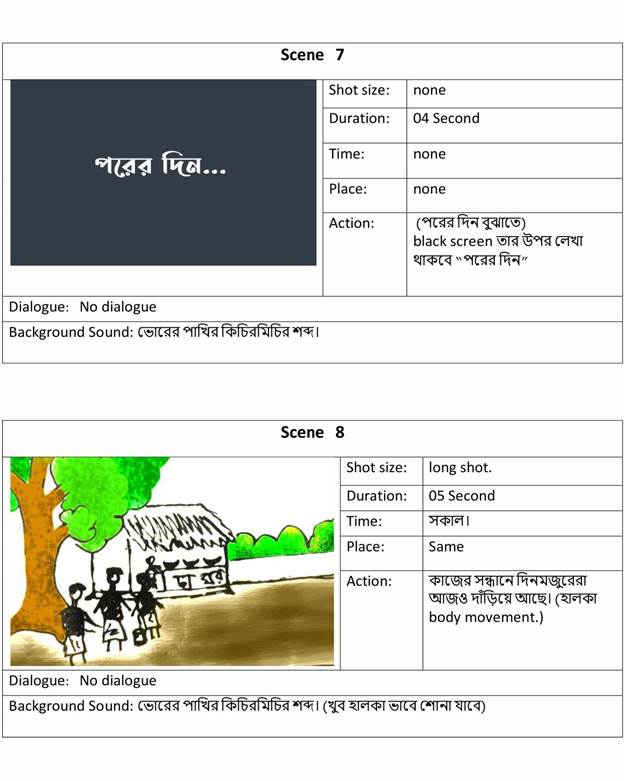 Scene 7
পরের দিন...
Shot size: none
Duration: 04 Second
Time: none
Place: none
Action: (পরের দিন বুঝাতে)
black screen তার উপর লেখা
থাকবে “পরের দিন”
Dialogue: No dialogue
Background Sound: ভোরের পাখির কিচিরমিচির শব্দ।
Scene 8
Shot size: long shot.
Duration: 05 Second
Time: সকাল।
Place: Same
Action: কাজের সন্ধানে দিনমজুরেরা
আজও দাঁড়িয়ে আছে। (হালকা
body movement.)
Dialogue: No dialogue
Background Sound: ভোরের পাখির কিচিরমিচির শব্দ। (খুব হালকা ভাবে শোনা যাবে)